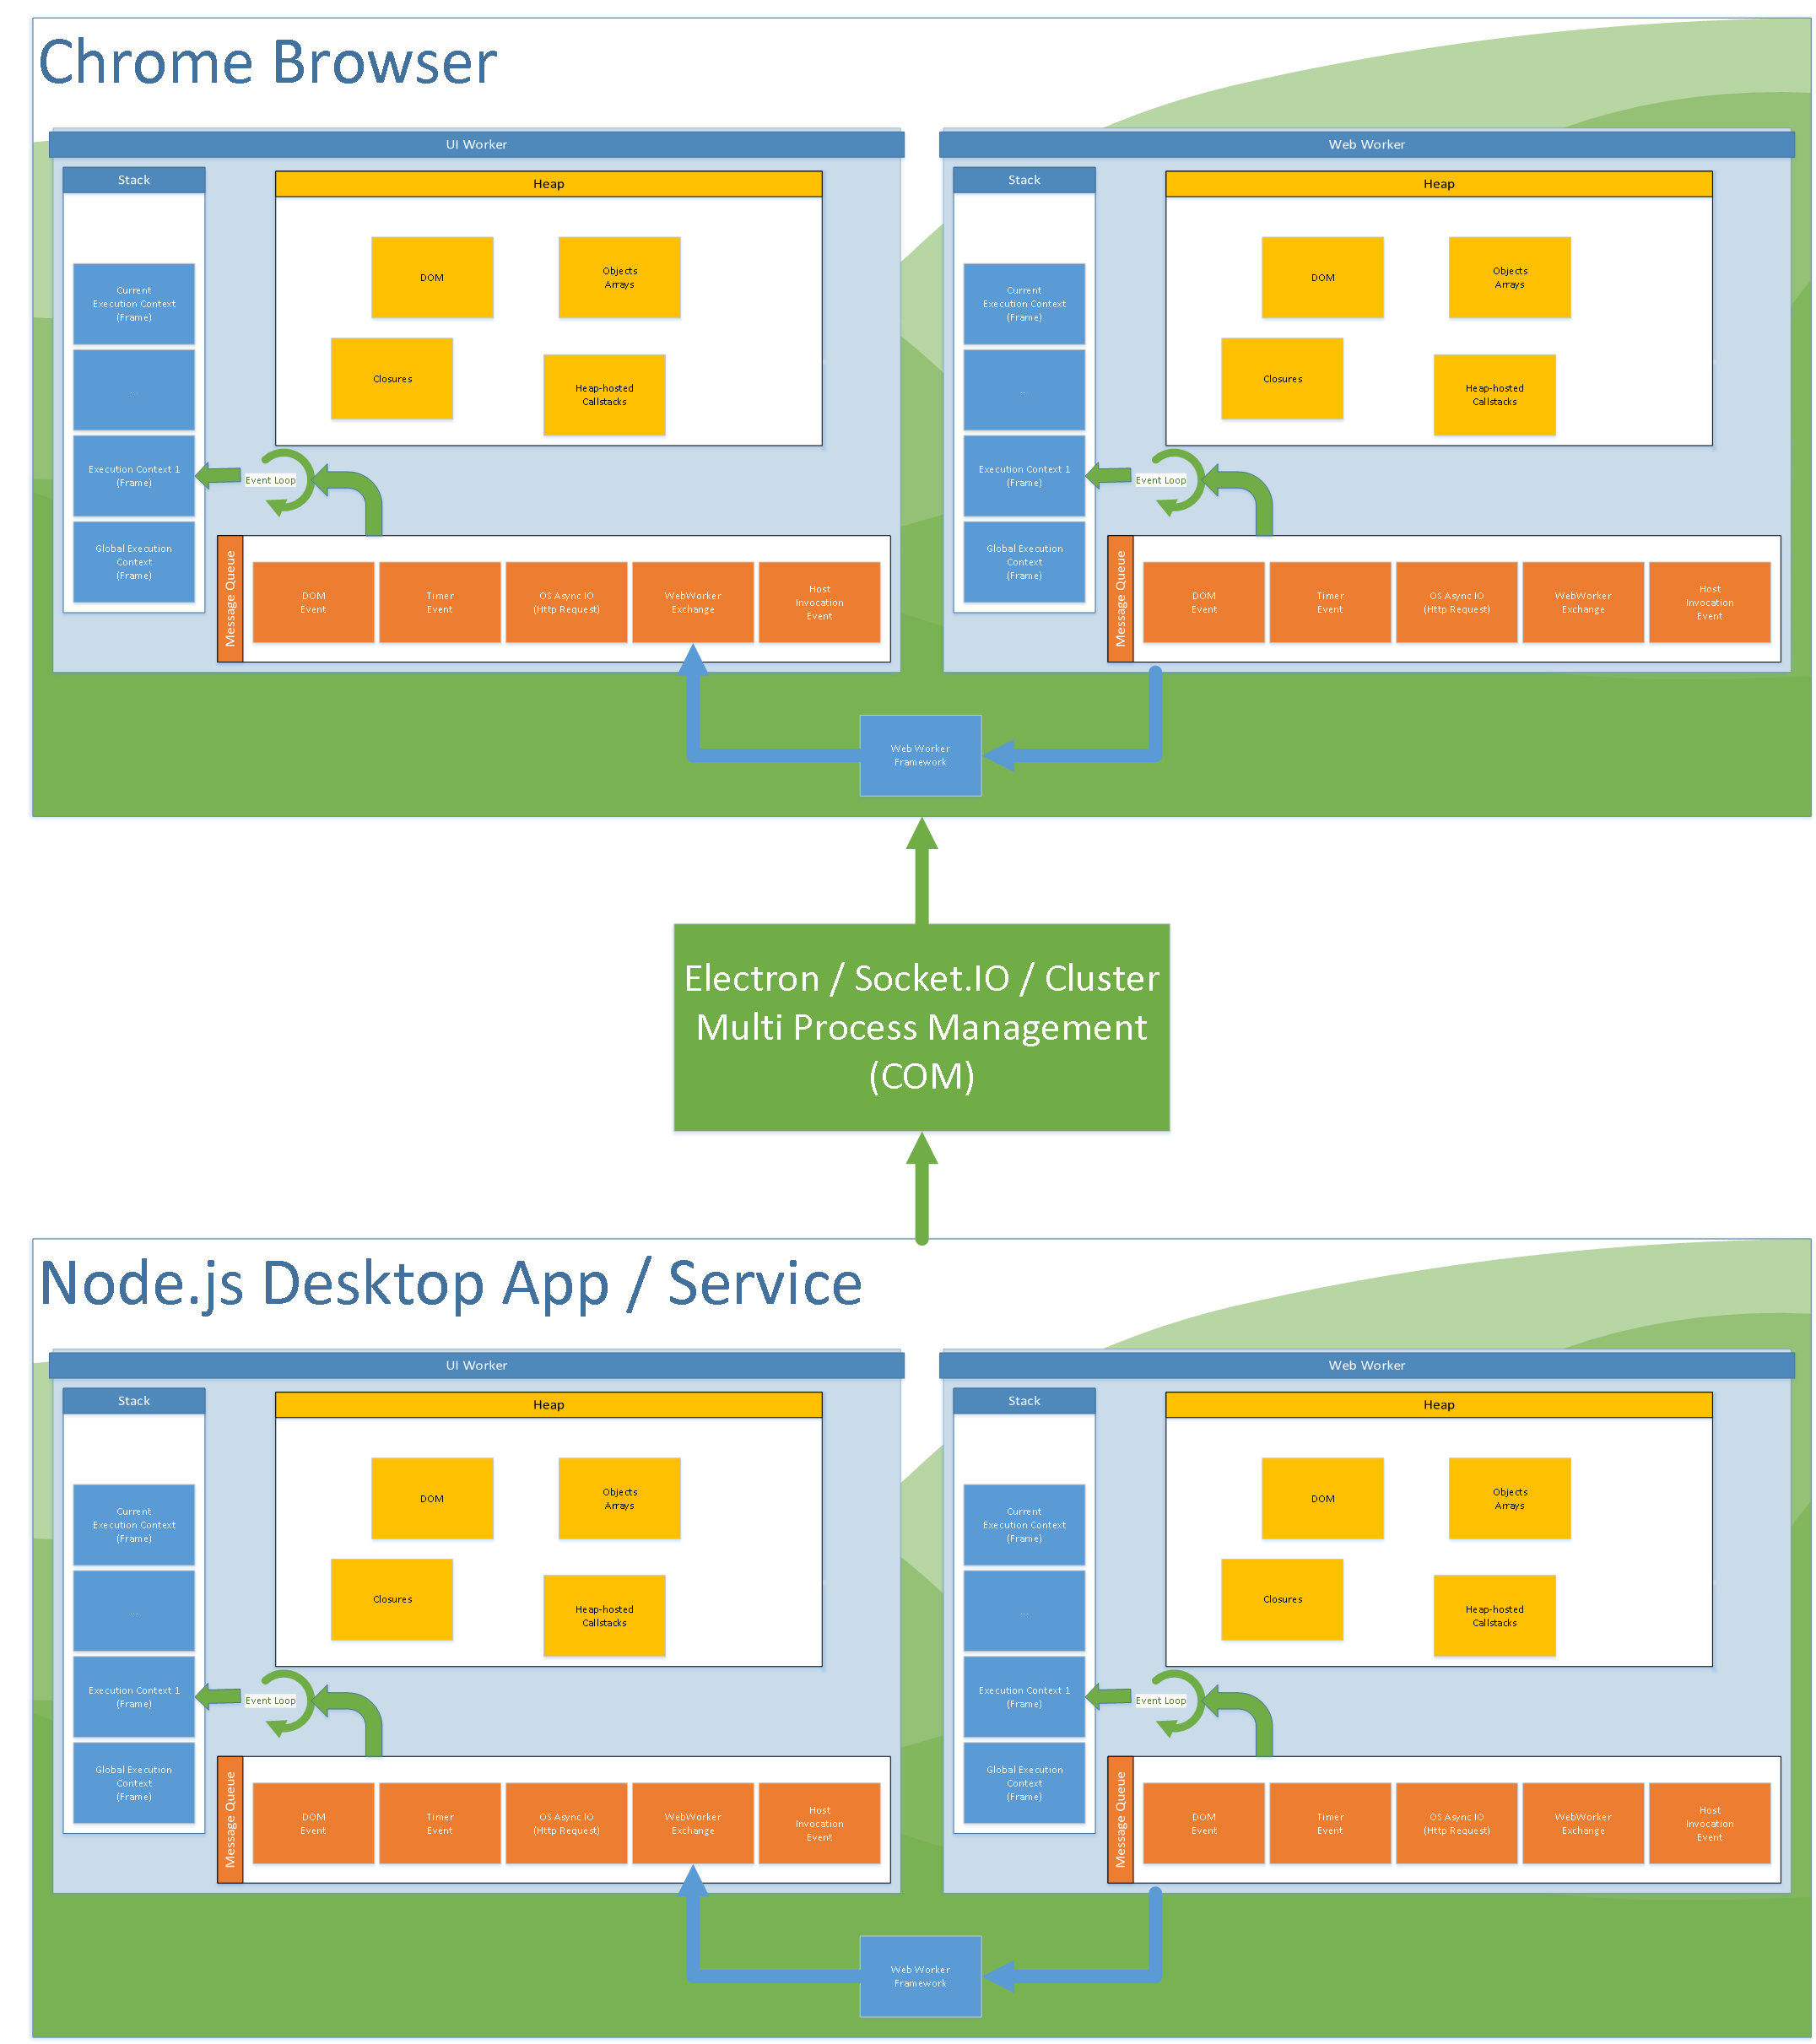 Chrome Browser
UI Worker
Stack
Current
Execution Context
(Frame)
...
Execution Context 1
(Frame)
Global Execution
Context
(Frame)
Heap
DOM
Objects
Arrays
Closures
Heap-hosted
Callstacks
Event Loop
Message Queue
DOM
Event
Timer
Event
OS Async IO
(Http Request)
WebWorker
Exchange
Host
Invocation
Event
Web Worker
Stack
Current
Execution Context
(Frame)
...
Execution Context 1
(Frame)
Global Execution
Context
(Frame)
Heap
DOM
Objects
Arrays
Closures
Heap-hosted
Callstacks
Event Loop
Message Queue
DOM
Event
Timer
Event
OS Async IO
(Http Request)
WebWorker
Exchange
Host
Invocation
Event
Web Worker
Framework
Electron / Socket.IO / Cluster
Multi Process Management
(COM)
Node.js Desktop App / Service
UI Worker
Stack
Current
Execution Context
(Frame)
...
Execution Context 1
(Frame)
Global Execution
Context
(Frame)
Heap
DOM
Objects
Arrays
Closures
Heap-hosted
Callstacks
Event Loop
Message Queue
DOM
Event
Timer
Event
OS Async IO
(Http Request)
WebWorker
Exchange
Host
Invocation
Event
Web Worker
Stack
Current
Execution Context
(Frame)
...
Execution Context 1
(Frame)
Global Execution
Context
(Frame)
Heap
DOM
Objects
Arrays
Closures
Heap-hosted
Callstacks
Event Loop
Message Queue
DOM
Event
Timer
Event
OS Async IO
(Http Request)
WebWorker
Exchange
Host
Invocation
Event
Web Worker
Framework